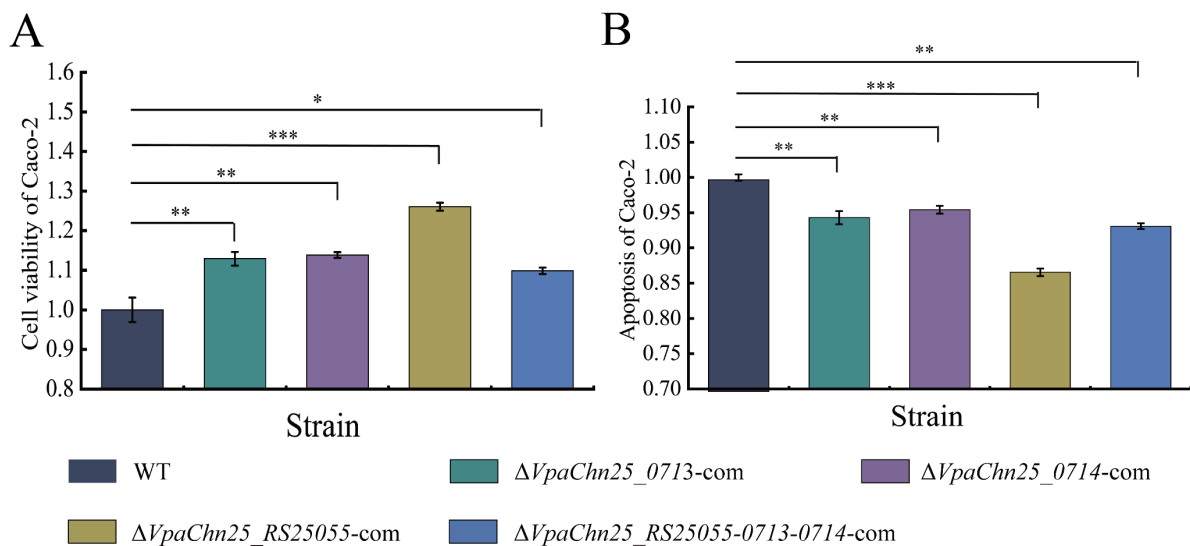 A
Cell viability of Caco-2
1.6
1.5
1.4
1.3
1.2
1.1
1.0
0.9
0.8
*
***
**
**
Strain
B
Apoptosis of Caco-2
1.10
1.05
1.00
0.95
0.90
0.85
0.80
0.75
0.70
**
***
**
**
Strain
WT
ΔVpaChn25_0713-com
ΔVpaChn25_0714-com
ΔVpaChn25_RS25055-com
ΔVpaChn25_RS25055-0713-0714-com